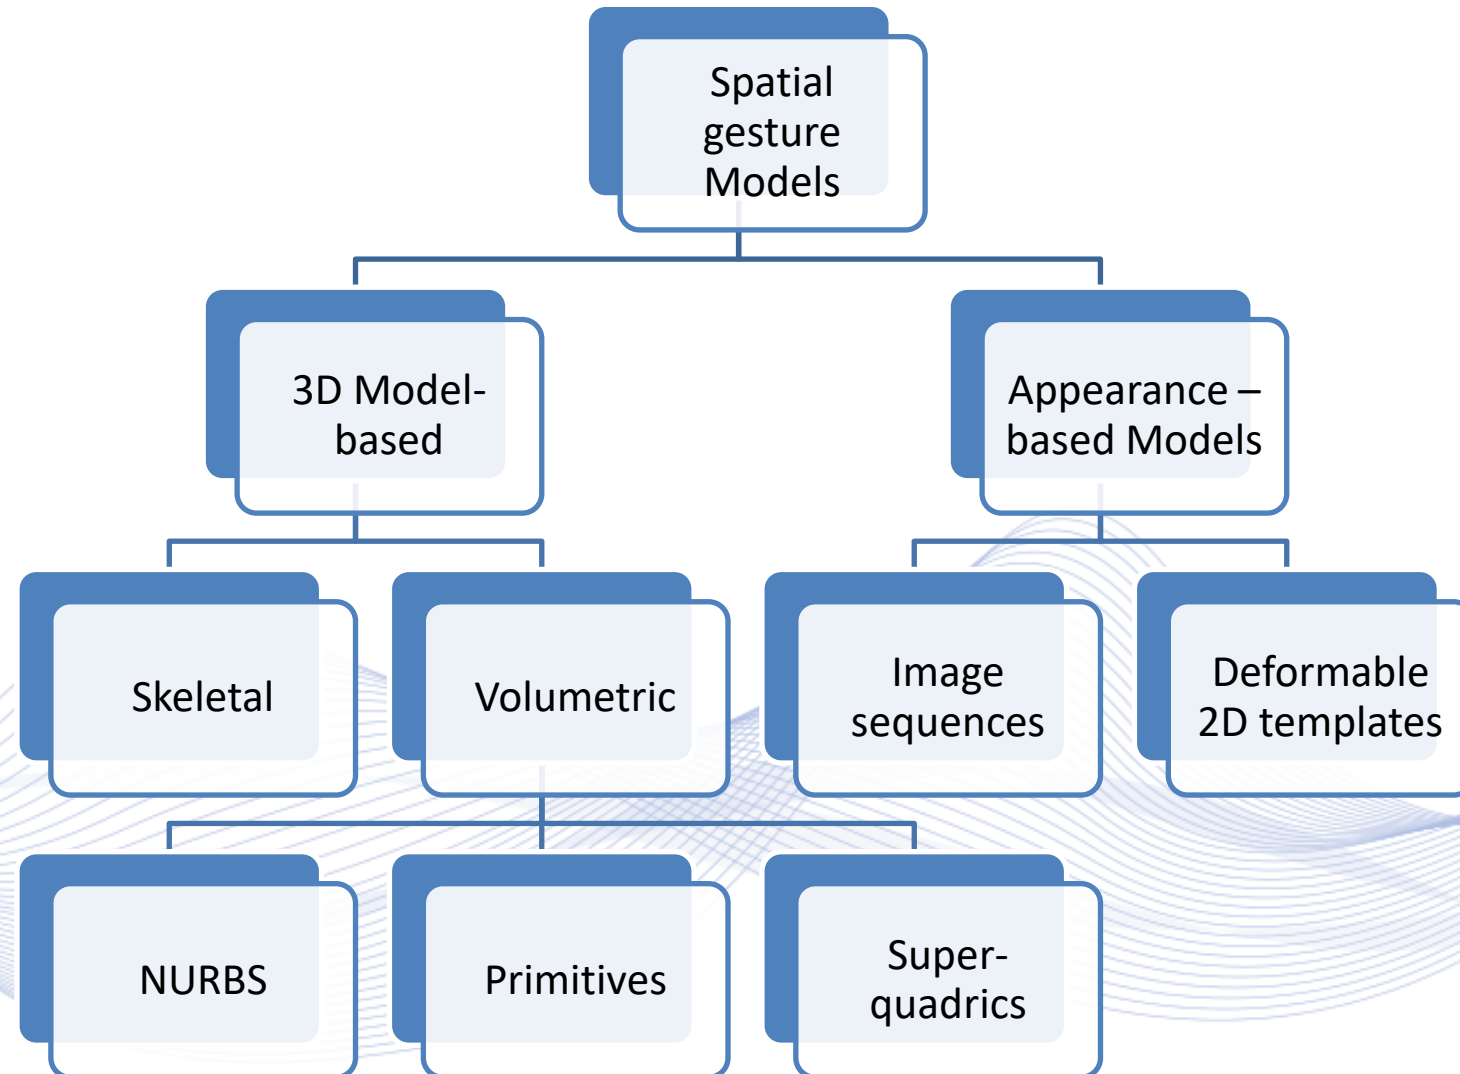 Spatial
gesture
Models
3D Model-
based
Appearance –
based Models
Skeletal
Volumetric
Image
sequences
Deformable
2D templates
NURBS
Primitives
Super-
quadrics